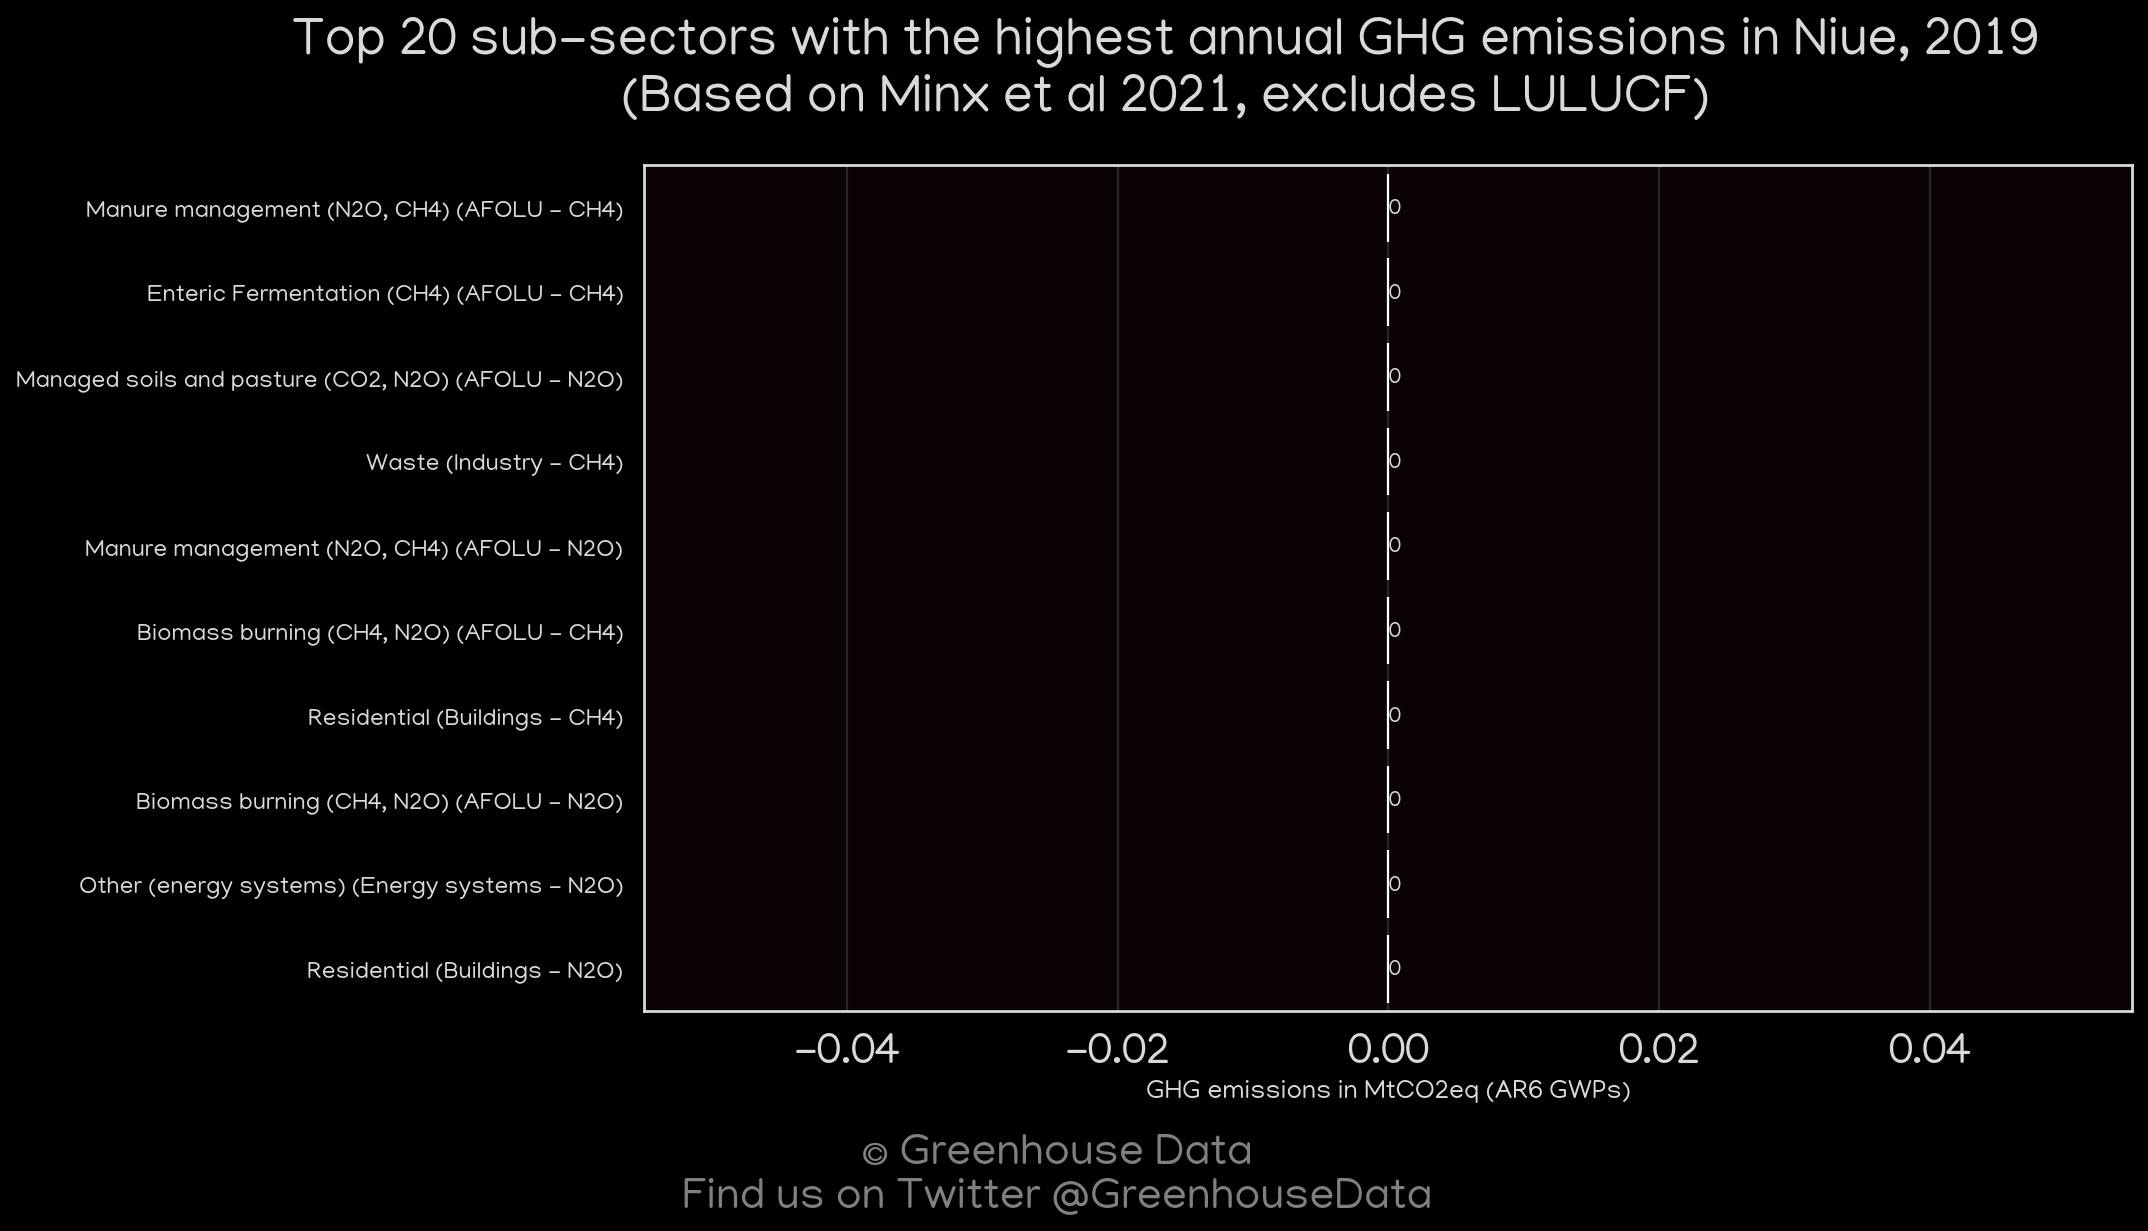 Top 20 sub-sectors with the highest annual GHG emissions in Niue, 2019
(Based on Minx et al 2021, excludes LULUCF)
Manure management (N2O, CH4) (AFOLU - CH4)
0
Enteric Fermentation (CH4) (AFOLU - CH4)
0
Managed soils and pasture (CO2, N2O) (AFOLU - N2O)
0
Waste (Industry - CH4)
0
Manure management (N2O, CH4) (AFOLU - N2O)
0
Biomass burning (CH4, N2O) (AFOLU - CH4)
0
Residential (Buildings - CH4)
0
Biomass burning (CH4, N2O) (AFOLU - N2O)
0
Other (energy systems) (Energy systems - N2O)
0
Residential (Buildings - N2O)
0
-0.04 -0.02 0.00 0.02 0.04
GHG emissions in MtCO2eq (AR6 GWPs)
© Greenhouse Data
Find us on Twitter @GreenhouseData